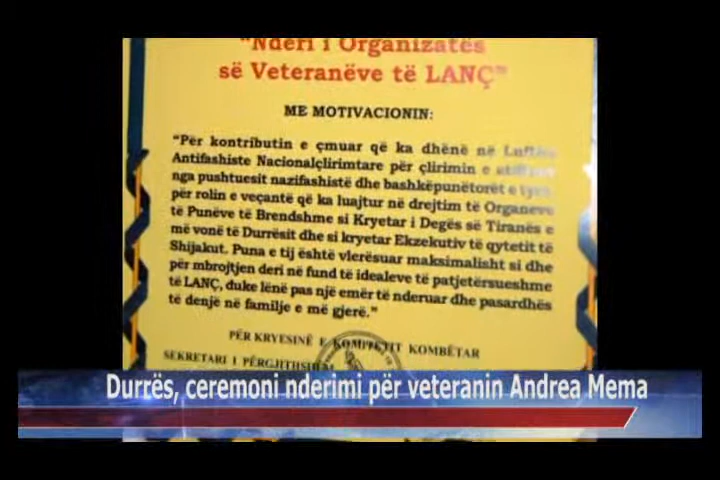 "Nderi i Organizatës
së Veteranëve të LANÇ"
ME MOTIVACIONIN:
"Për kontributin e çmuar që ka dhënë në Luftën
Antifashiste Nacionalçlirimtare për çlirimin e
nga pushtuesit nazifashistë dhe bashkëpunëtorët e tyre,
për rolin e veçantë që ka luajtur në drejtim të Organeve
të Punëve të Brendshme si Kryetar i Degës së Tiranës e
më vonë të Durrësit dhe si kryetar Ekzekutiv të qytetit të
Shijakut. Puna e tij është vlerësuar maksimalisht si dhe
për mbrojtjen deri në fund të idealeve të patjetërsueshme
të LANÇ, duke lënë pas një emër të nderuar dhe pasardhës
të denjë në familje e më gjerë."
PËR KRYESINË E KOMITETIT KOMBËTAR
SEKRETARI I PËRGJITHSHËM
Durrës, ceremoni nderimi për veteranin Andrea Mema